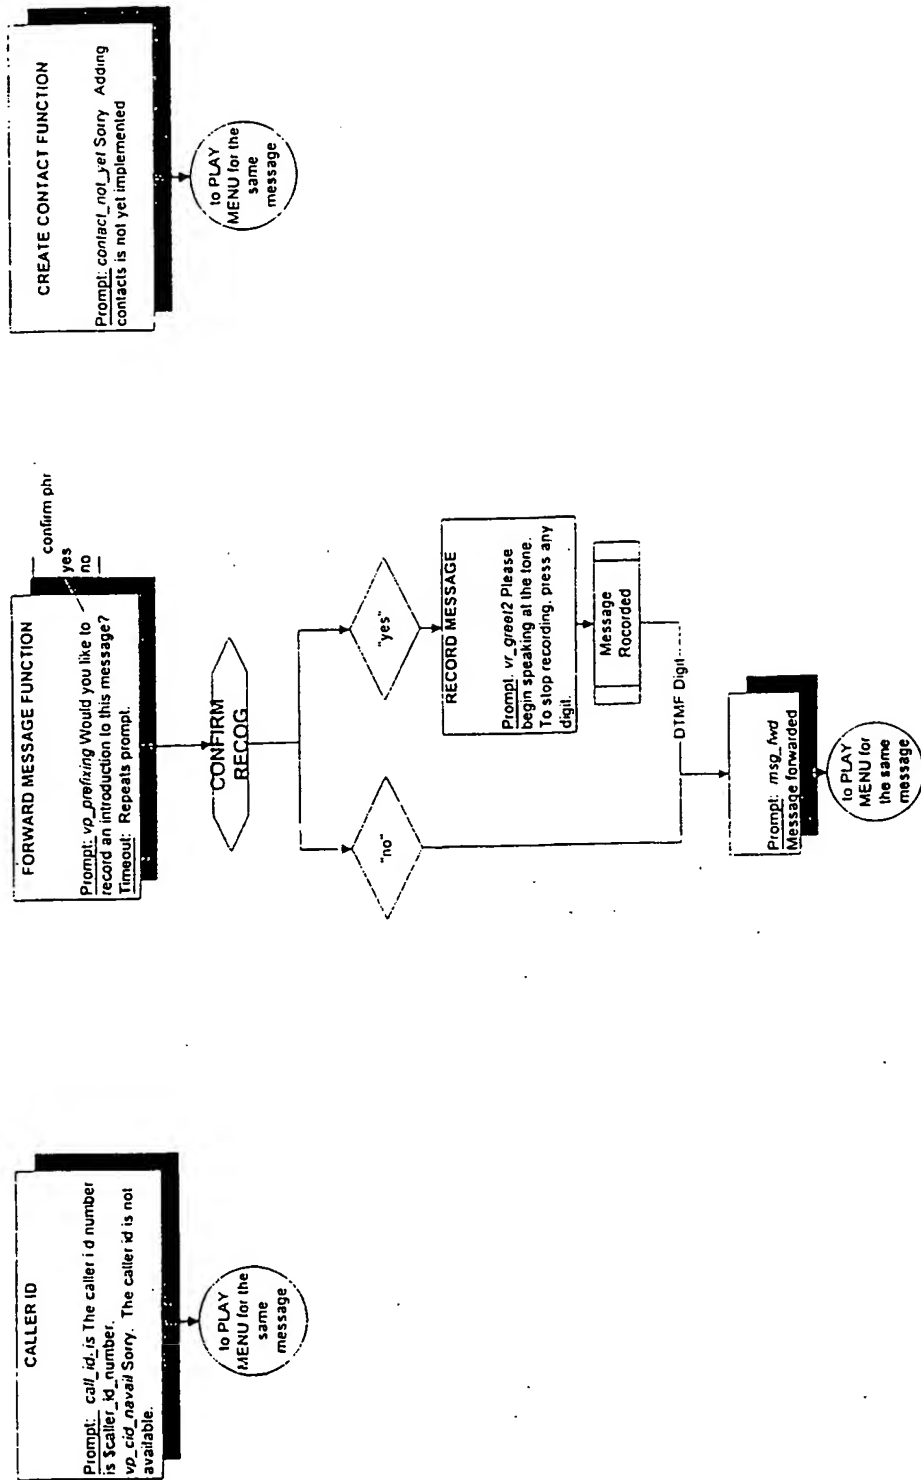 CALLER ID
Prompt: call_id. is The caller i d number
is $caller_id_number.
vp_cid_navail Sorry. The caller id is not
available.
to PLAY
MENU for the
same
message
FORWARD MESSAGE FUNCTION
Prompt: vp_prefixing Would you like to
record an introduction to this message?
Timeout: Repeats prompt.
confirm phr
yes
no
CONFIRM
RECOG
"no"
"yes"
RECORD MESSAGE
Prompt. vr_greet2 Please
begin speaking at the tone.
To stop recording, press any
digit.
Message
Rocorded
DTMF Digit
Prompt: msg_fwd
Message forwarded
to PLAY
MENU for
the same
message
CREATE CONTACT FUNCTION
Prompt: contact_not_yet Sorry Adding
contacts is not yet implemented
to PLAY
MENU for the
same
message